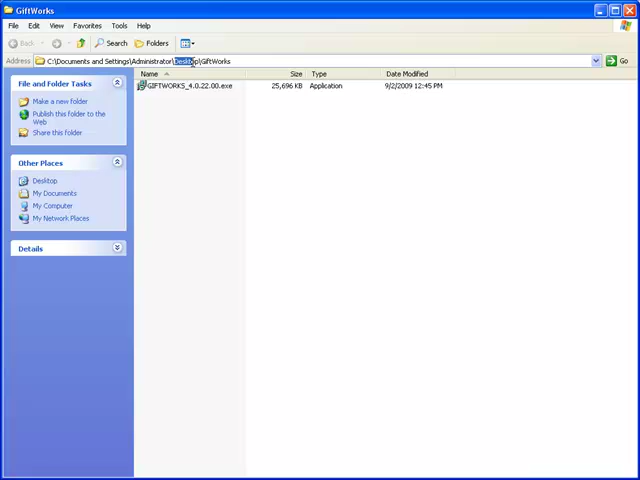 GiftWorks
File Edit View Favorites Tools Help
Back Search Folders
Address C:\Documents and Settings\Administrator\Desktop\GiftWorks Go
File and Folder Tasks
Make a new folder
Publish this folder to the
Web
Share this folder
Other Places
Desktop
My Documents
My Computer
My Network Places
Details
Name Size Type Date Modified
GIFTWORKS_4.0.22.00.exe 25,696 KB Application 9/2/2009 12:45 PM